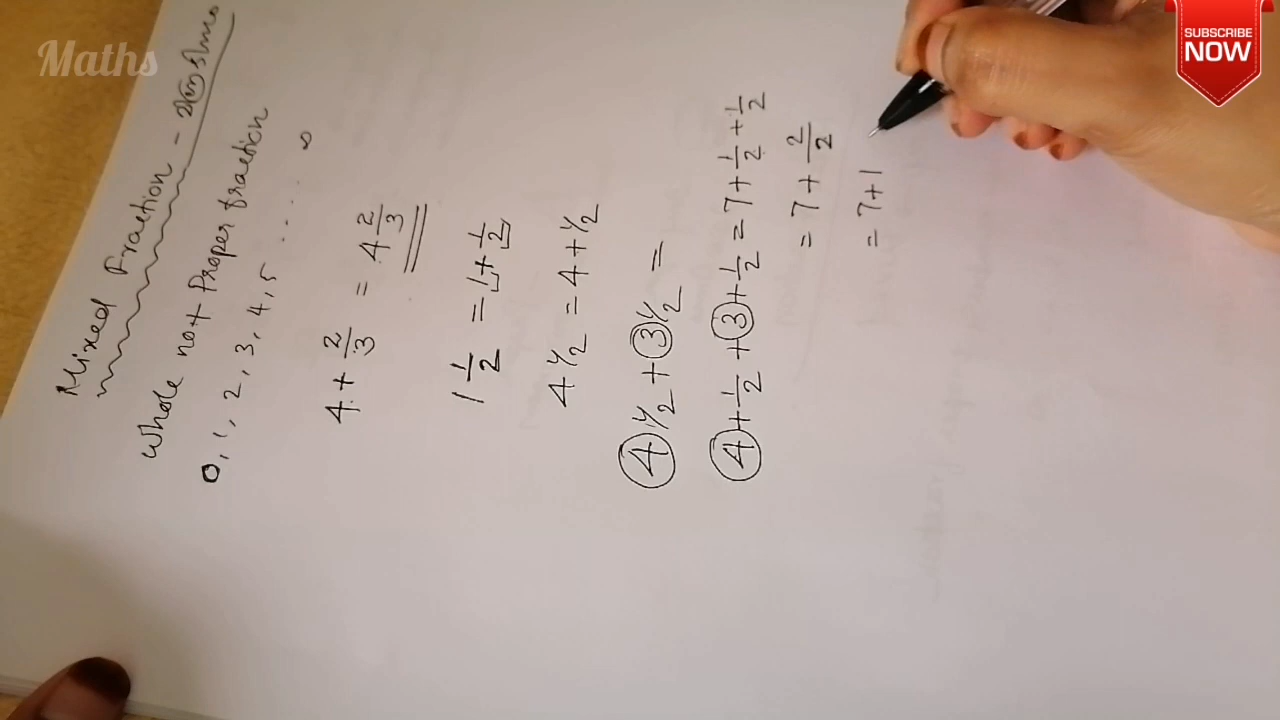 Maths
SUBSCRIBE
NOW
Mixed Fraction -
Whole no + Proper fraction
0, 1, 2, 3, 4, 5 .... ∞
4 + 2/3 = 4 2/3
1 1/2 = 1 + 1/2
4 1/2 = 4 + 1/2
4 1/2 + 3 1/2 =
4 + 1/2 + 3 + 1/2 = 7 + 1/2 + 1/2
= 7 + 2/2
= 7 + 1